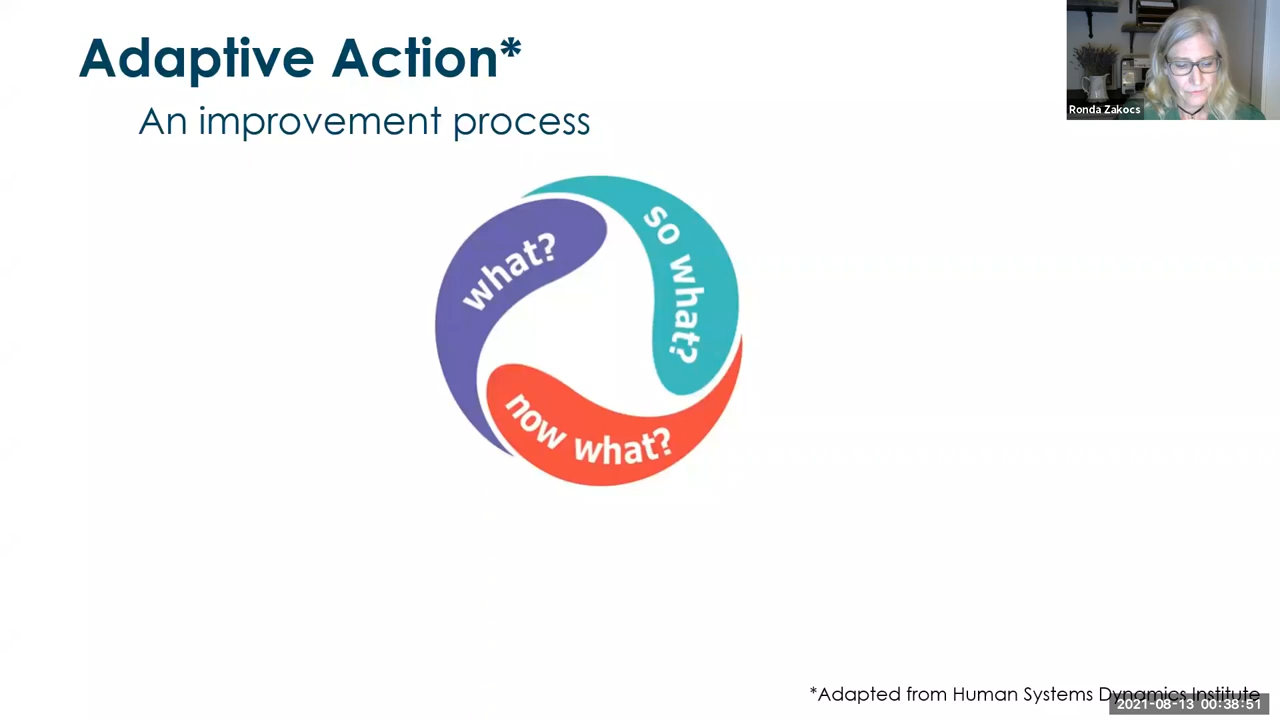 Adaptive Action*
An improvement process
Ronda Zakocs
what?
so what?
now what?
*Adapted from Human Systems Dynamics Institute
2021-08-13 00:38:51